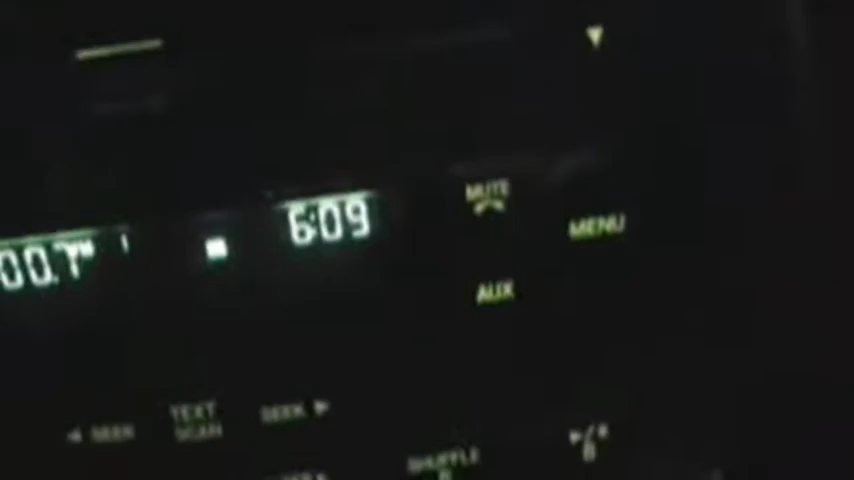 MUTE
6:09
MENU
00.7
AUX
TEXT
SEEK
◄ SEEK
SCAN
SHUFFLE